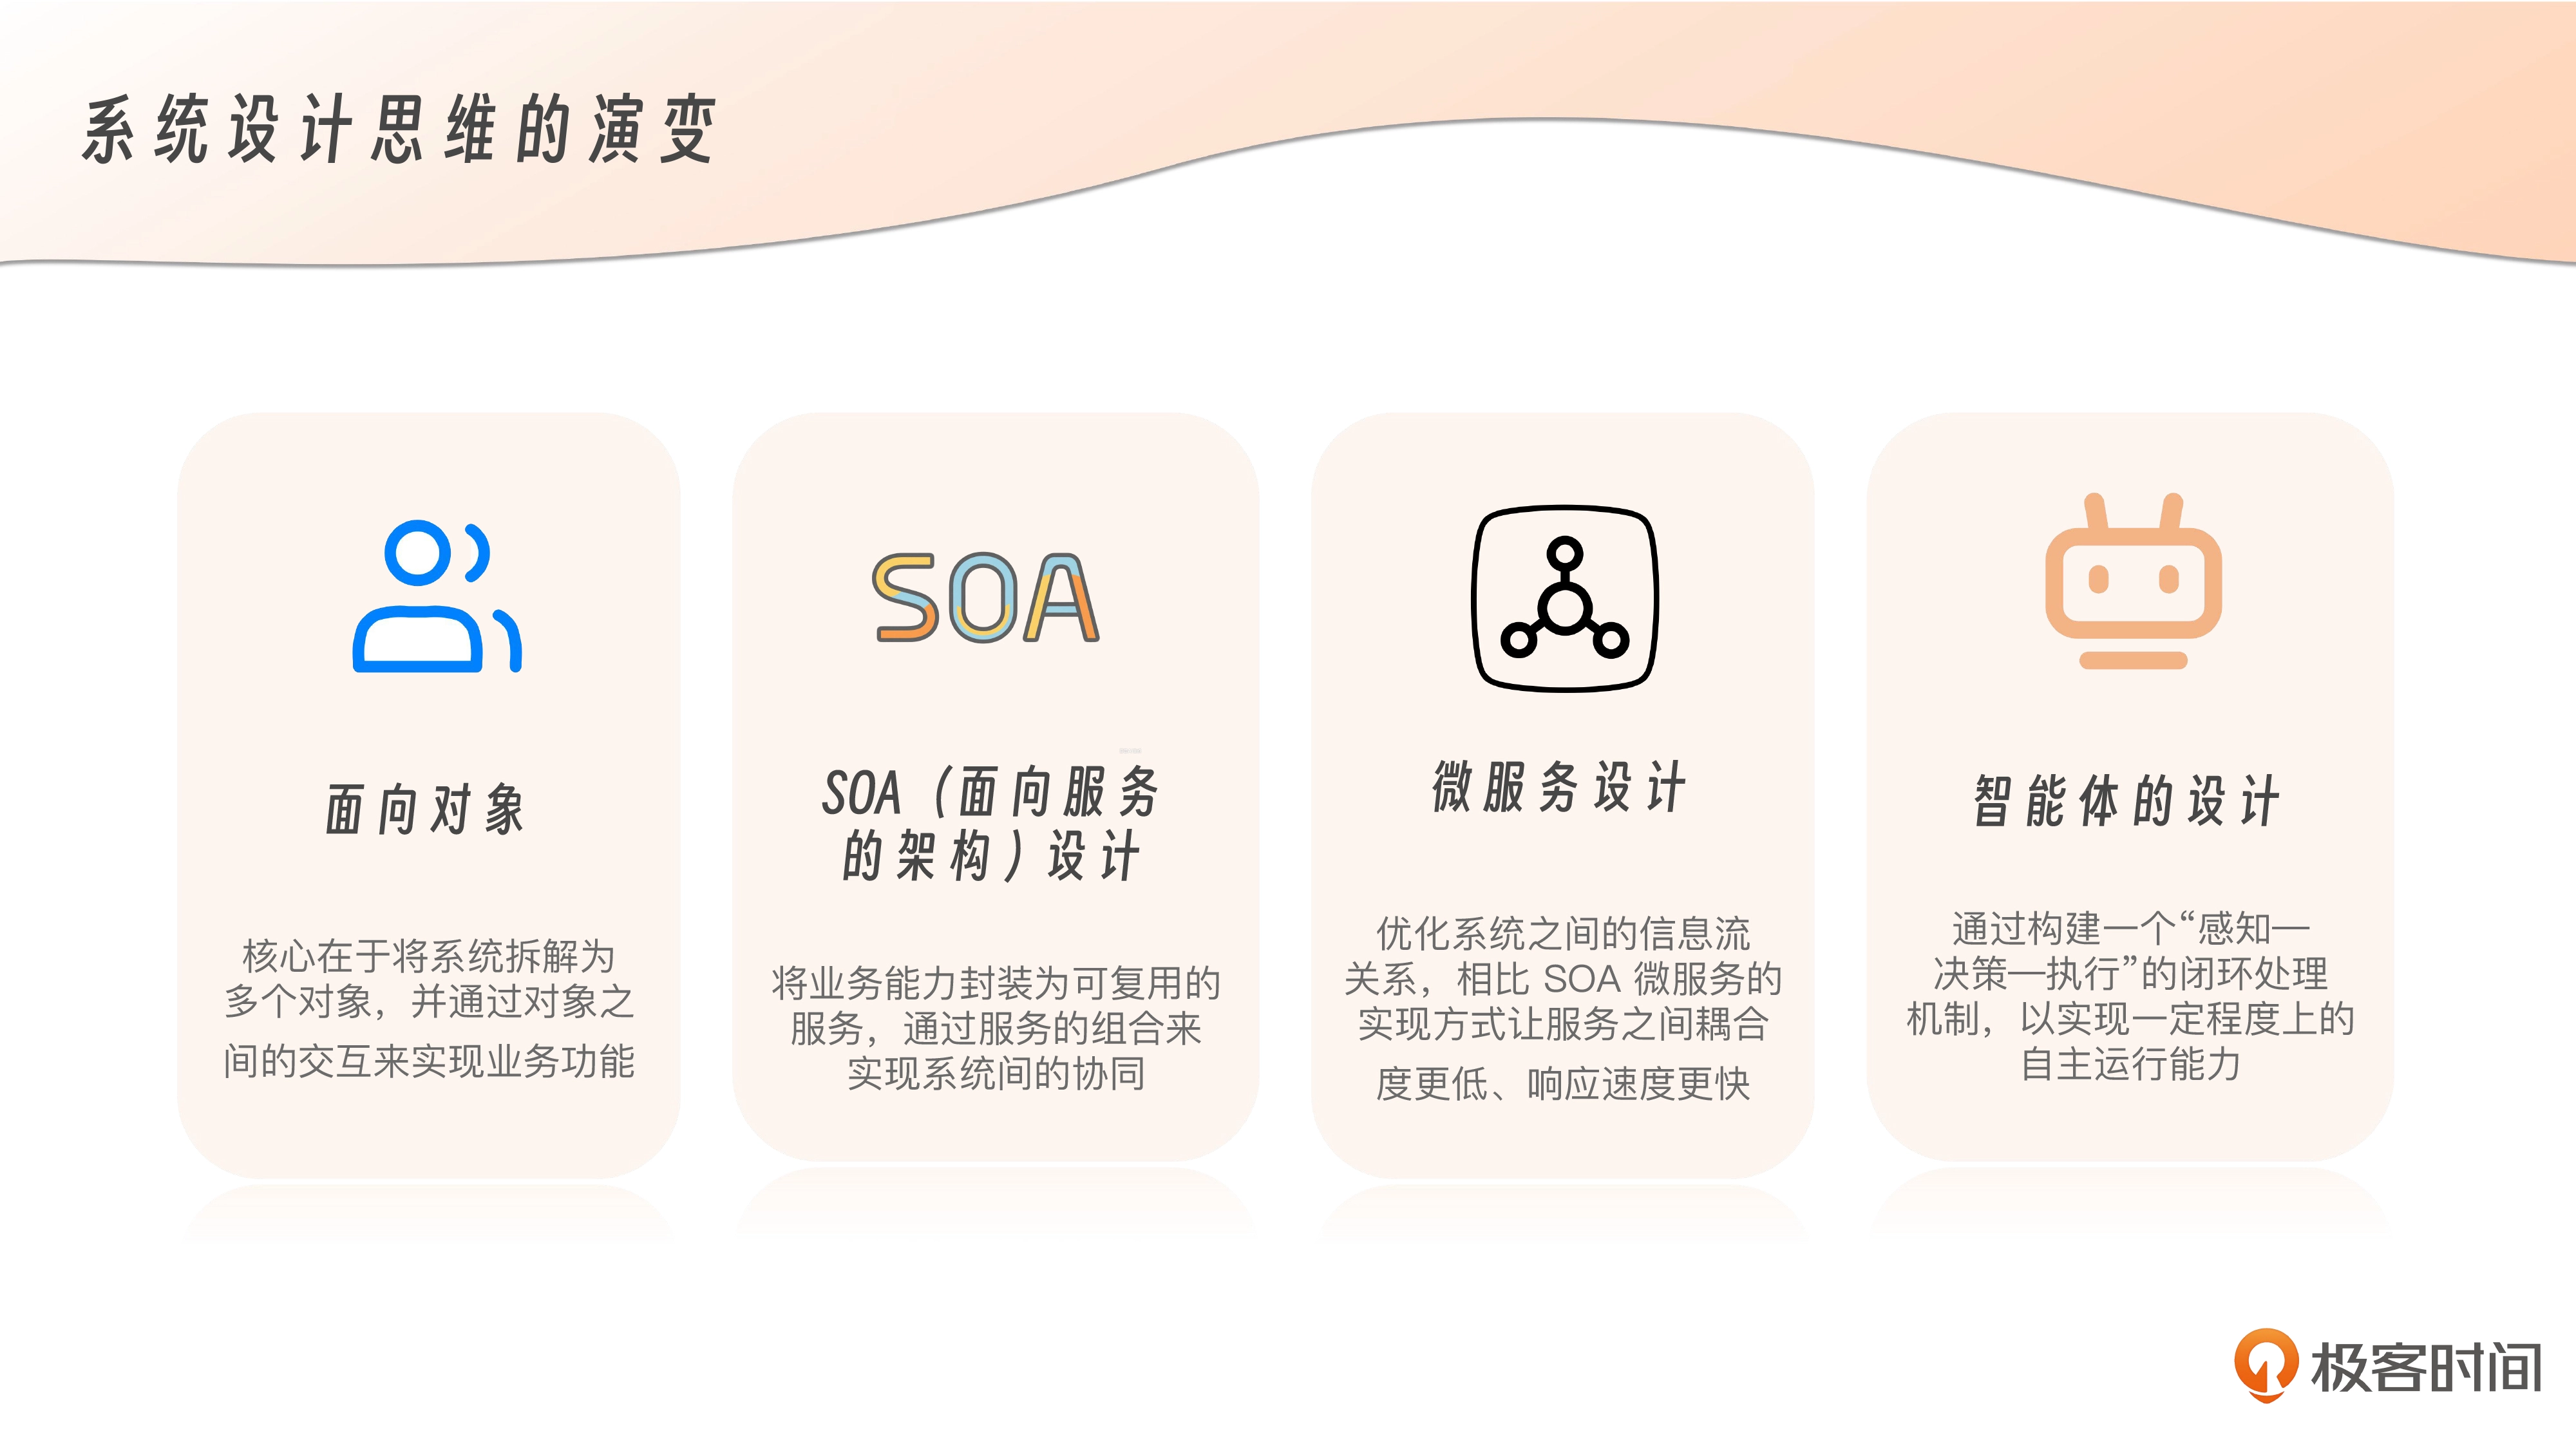 系统设计思维的演变
面向对象
核心在于将系统拆解为
多个对象，并通过对象之
间的交互来实现业务功能
SOA
SOA（面向服务
的架构）设计
将业务能力封装为可复用的
服务，通过服务的组合来
实现系统间的协同
微服务设计
优化系统之间的信息流
关系，相比 SOA 微服务的
实现方式让服务之间耦合
度更低、响应速度更快
智能体的设计
通过构建一个“感知—
决策—执行”的闭环处理
机制，以实现一定程度上的
自主运行能力
极客时间